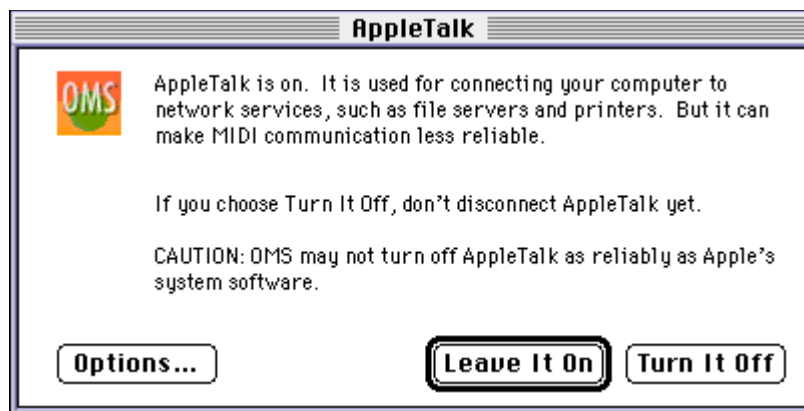 AppleTalk
OMS
AppleTalk is on. It is used for connecting your computer to
network services, such as file servers and printers. But it can
make MIDI communication less reliable.
If you choose Turn It Off, don't disconnect AppleTalk yet.
CAUTION: OMS may not turn off AppleTalk as reliably as Apple's
system software.
Options...
Leave It On
Turn It Off